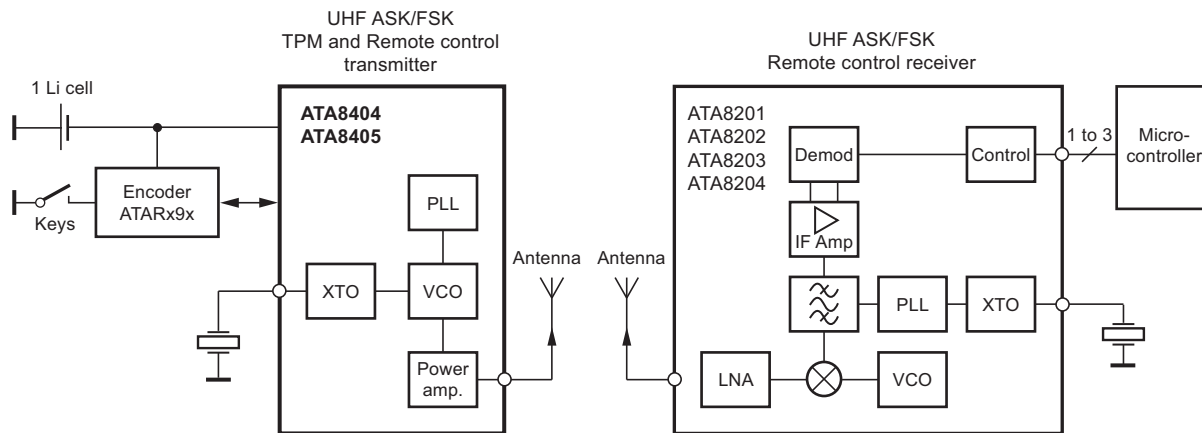 UHF ASK/FSK
TPM and Remote control
transmitter
1 Li cell
ATA8404
ATA8405
Encoder
ATARx9x
Keys
PLL
XTO
VCO
Power
amp.
Antenna
Antenna
UHF ASK/FSK
Remote control receiver
ATA8201
ATA8202
ATA8203
ATA8204
Demod
Control
1 to 3
Micro-
controller
IF Amp
PLL
XTO
LNA
VCO